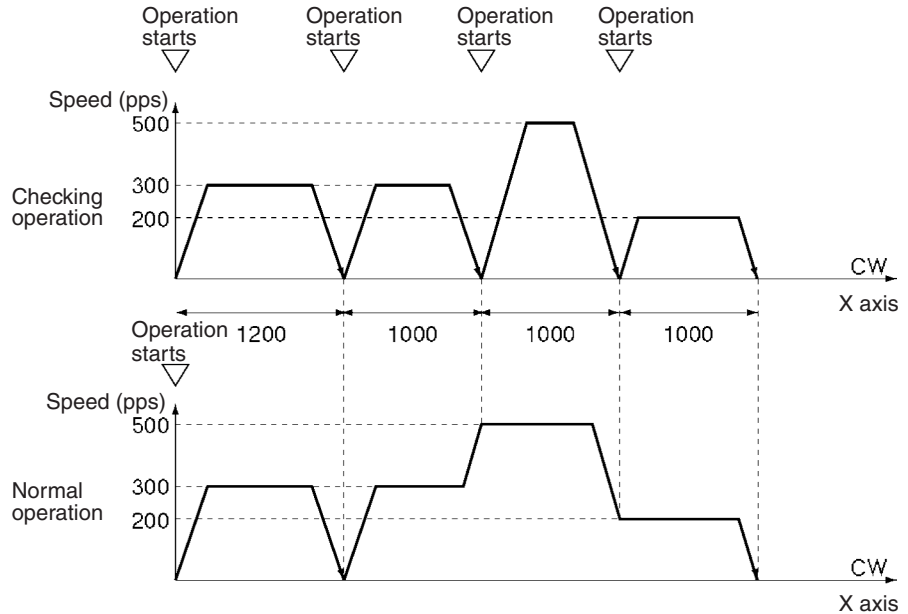 Operation
starts
Operation
starts
Operation
starts
Operation
starts
Speed (pps)
500
300
200
Checking
operation
CW
X axis
1200
1000
1000
1000
Operation
starts
Speed (pps)
500
300
200
Normal
operation
CW
X axis